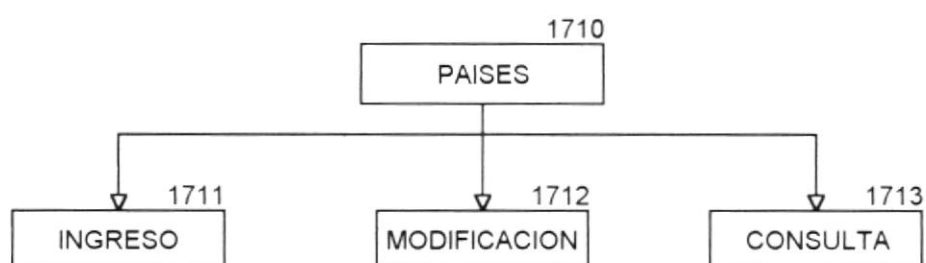 1710
PAISES
1711 1712 1713
INGRESO MODIFICACION CONSULTA